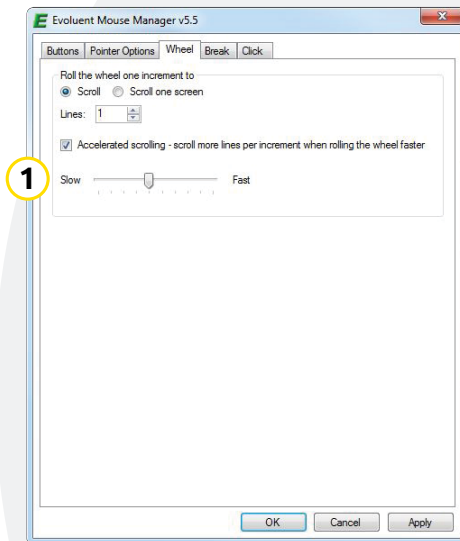 Evoluent Mouse Manager v5.5
Buttons Pointer Options Wheel Break Click
Roll the wheel one increment to
Scroll Scroll one screen
Lines: 1
Accelerated scrolling - scroll more lines per increment when rolling the wheel faster
1
Slow Fast
OK Cancel Apply